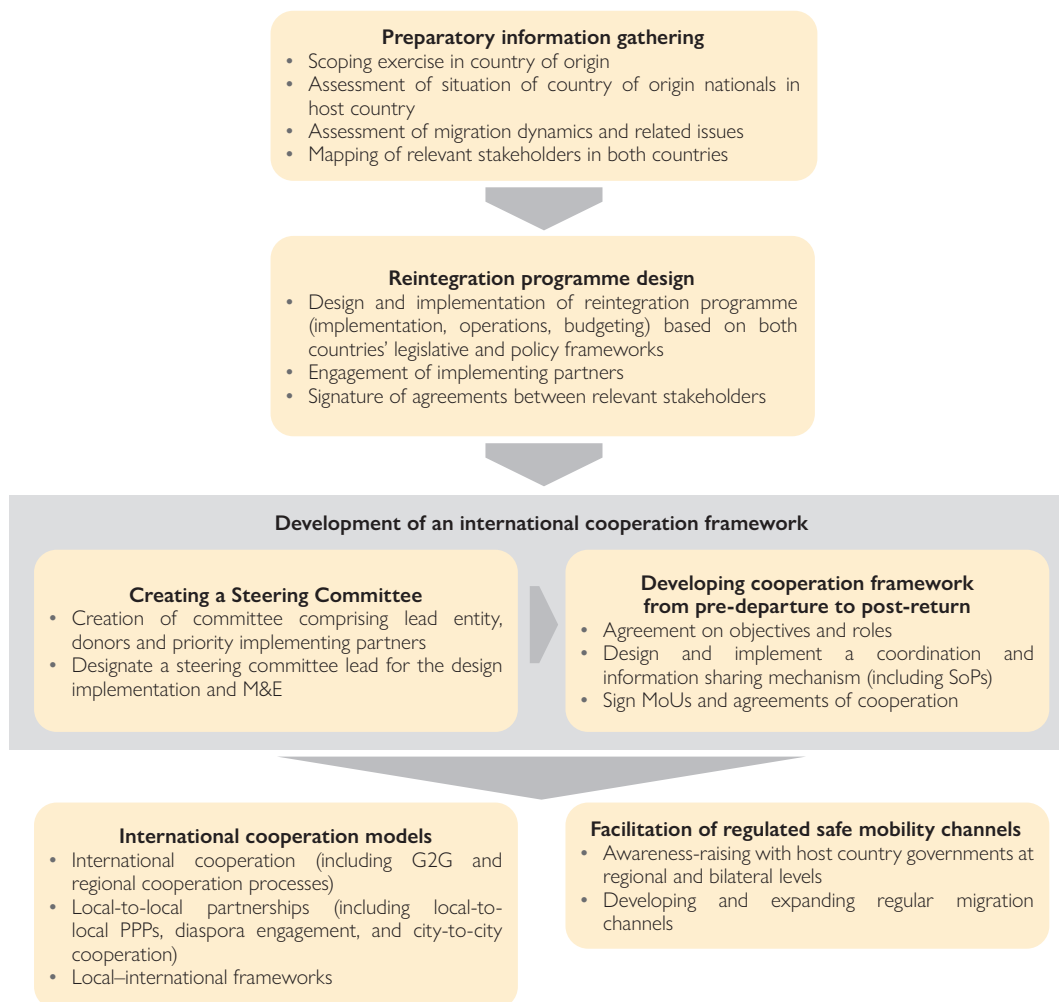 Preparatory information gathering
• Scoping exercise in country of origin
• Assessment of situation of country of origin nationals in
host country
• Assessment of migration dynamics and related issues
• Mapping of relevant stakeholders in both countries
Reintegration programme design
• Design and implementation of reintegration programme
(implementation, operations, budgeting) based on both
countries’ legislative and policy frameworks
• Engagement of implementing partners
• Signature of agreements between relevant stakeholders
Development of an international cooperation framework
Creating a Steering Committee
• Creation of committee comprising lead entity,
donors and priority implementing partners
• Designate a steering committee lead for the design
implementation and M&E
Developing cooperation framework
from pre-departure to post-return
• Agreement on objectives and roles
• Design and implement a coordination and
information sharing mechanism (including SoPs)
• Sign MoUs and agreements of cooperation
International cooperation models
• International cooperation (including G2G and
regional cooperation processes)
• Local-to-local partnerships (including local-to-
local PPPs, diaspora engagement, and city-to-city
cooperation)
• Local–international frameworks
Facilitation of regulated safe mobility channels
• Awareness-raising with host country governments at
regional and bilateral levels
• Developing and expanding regular migration
channels